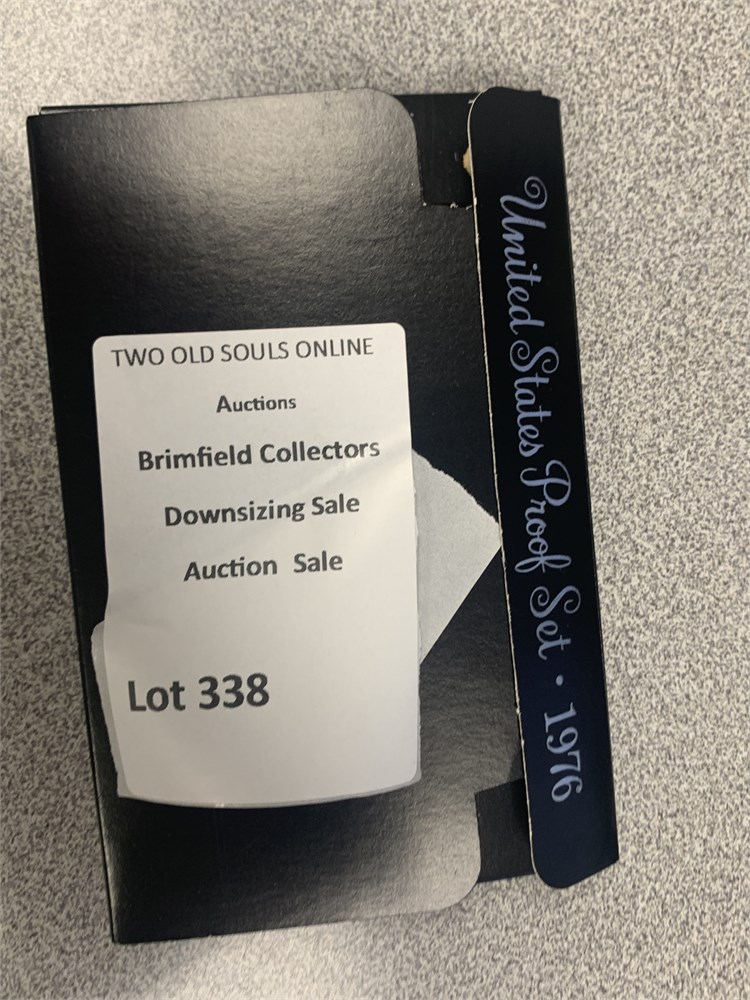 TWO OLD SOULS ONLINE
Auctions
Brimfield Collectors
Downsizing Sale
Auction Sale
Lot 338
United States Proof Set • 1976